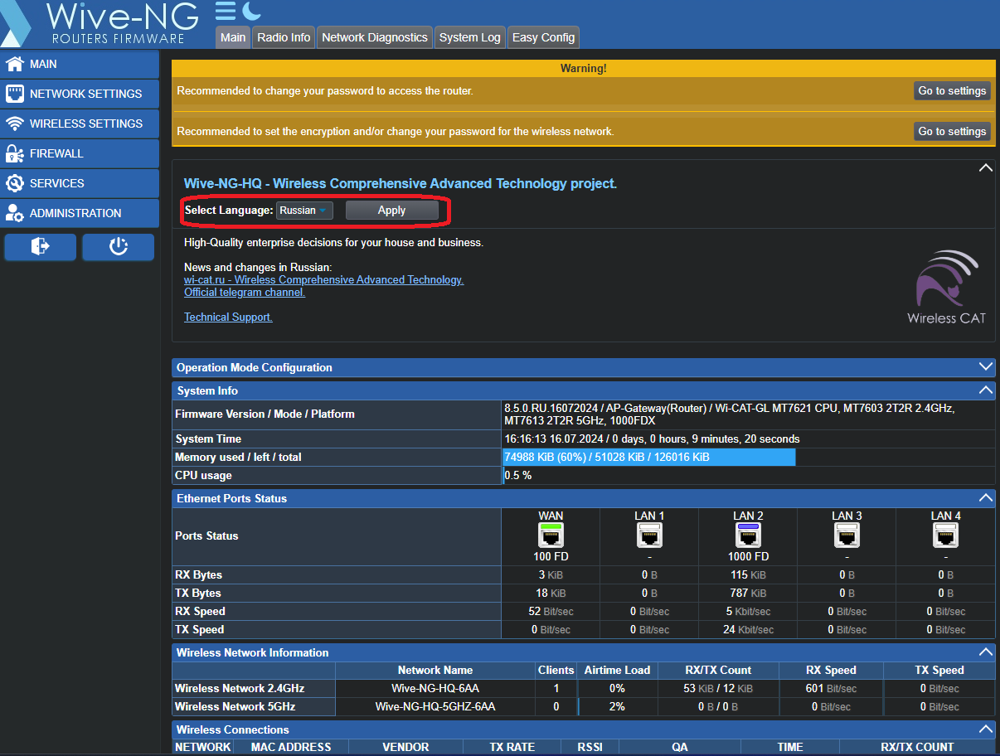 Wive-NG
ROUTERS FIRMWARE
Main Radio Info Network Diagnostics System Log Easy Config
MAIN
NETWORK SETTINGS
WIRELESS SETTINGS
FIREWALL
SERVICES
ADMINISTRATION
Warning!
Recommended to change your password to access the router. Go to settings
Recommended to set the encryption and/or change your password for the wireless network. Go to settings
Wive-NG-HQ - Wireless Comprehensive Advanced Technology project.
Select Language: Russian Apply
High-Quality enterprise decisions for your house and business.
News and changes in Russian:
wi-cat.ru - Wireless Comprehensive Advanced Technology.
Official telegram channel.
Technical Support.
Wireless CAT
Operation Mode Configuration
System Info
Firmware Version / Mode / Platform 8.5.0.RU.16072024 / AP-Gateway(Router) / Wi-CAT-GL MT7621 CPU, MT7603 2T2R 2.4GHz,
MT7613 2T2R 5GHz, 1000FDX
System Time 16:16:13 16.07.2024 / 0 days, 0 hours, 9 minutes, 20 seconds
Memory used / left / total 74988 KiB (60%) / 51028 KiB / 126016 KiB
CPU usage 0.5 %
Ethernet Ports Status
WAN LAN 1 LAN 2 LAN 3 LAN 4
Ports Status
100 FD - 1000 FD - -
RX Bytes 3 KiB 0 B 115 KiB 0 B 0 B
TX Bytes 18 KiB 0 B 787 KiB 0 B 0 B
RX Speed 52 Bit/sec 0 Bit/sec 5 Kbit/sec 0 Bit/sec 0 Bit/sec
TX Speed 0 Bit/sec 0 Bit/sec 24 Kbit/sec 0 Bit/sec 0 Bit/sec
Wireless Network Information
Network Name Clients Airtime Load RX/TX Count RX Speed TX Speed
Wireless Network 2.4GHz Wive-NG-HQ-6AA 1 0% 53 KiB / 12 KiB 601 Bit/sec 0 Bit/sec
Wireless Network 5GHz Wive-NG-HQ-5GHZ-6AA 0 2% 0 B / 0 B 0 Bit/sec 0 Bit/sec
Wireless Connections
NETWORK MAC ADDRESS VENDOR TX RATE RSSI QA TIME RX/TX COUNT